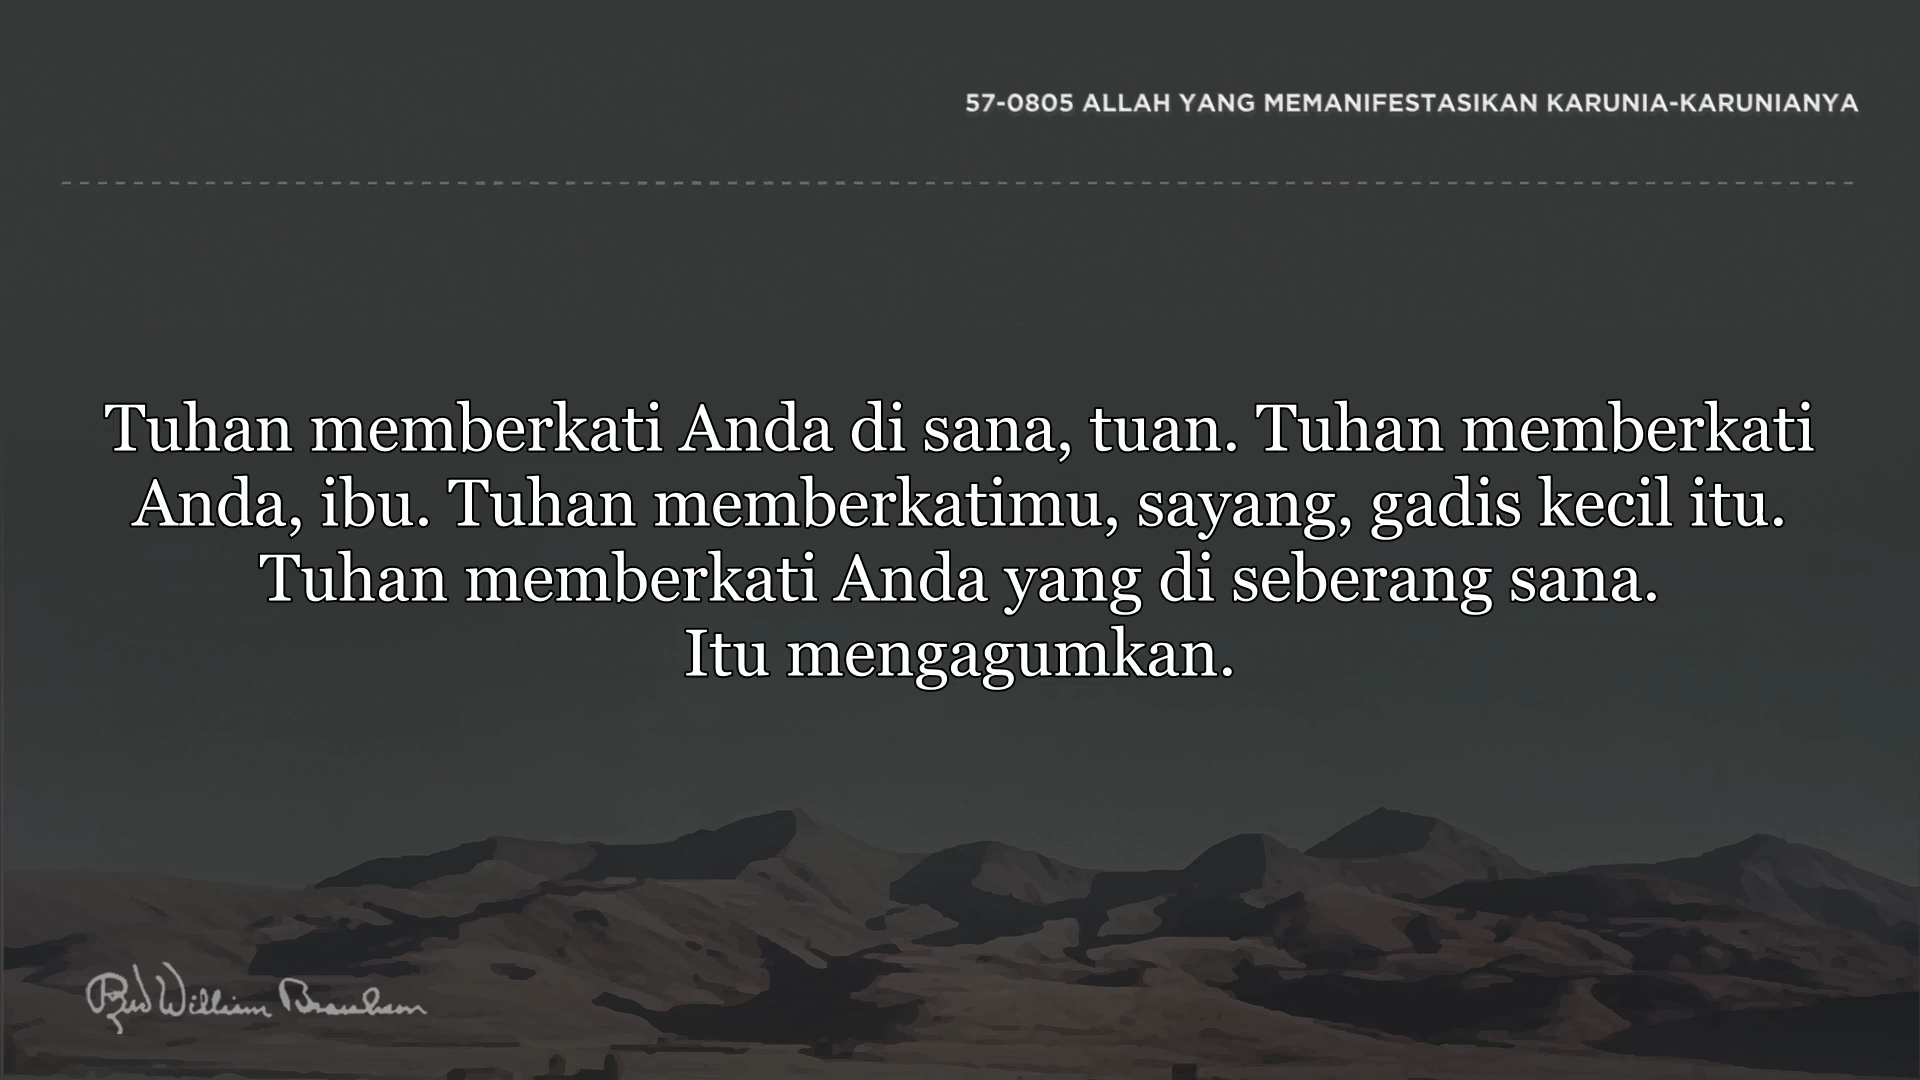 57-0805 ALLAH YANG MEMANIFESTASIKAN KARUNIA-KARUNIANYA
Tuhan memberkati Anda di sana, tuan. Tuhan memberkati
Anda, ibu. Tuhan memberkatimu, sayang, gadis kecil itu.
Tuhan memberkati Anda yang di seberang sana.
Itu mengagumkan.
Rev William Branham